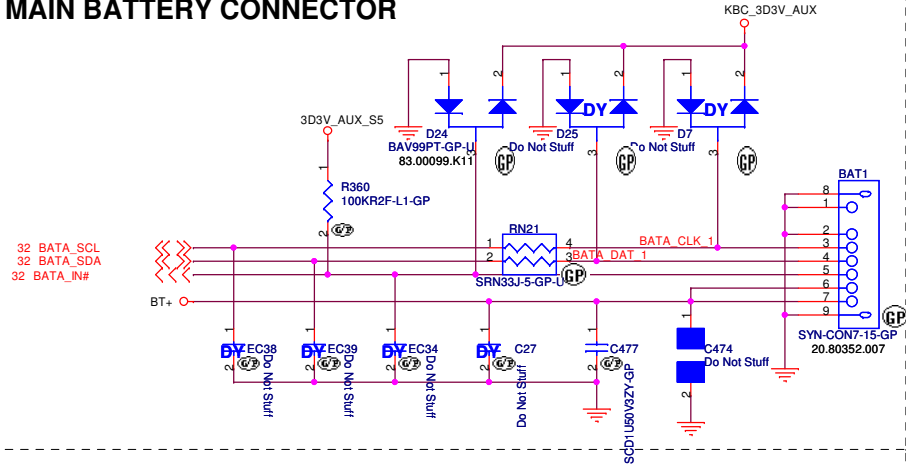 MAIN BATTERY CONNECTOR
KBC_3D3V_AUX
1 2 1 2 1 2
DY DY
3D3V_AUX_S5
D24 D25 D7
BAV99PT-GP-U Do Not Stuff Do Not Stuff
83.00099.K11
3 3 3
GP GP GP
1
R360
100KR2F-L1-GP
2 G/P
BAT1
8
1
2
3
4
5
6
7
9
RN21
32 BATA_SCL 1 4 BATA_CLK_1
32 BATA_SDA 2 3 BATA_DAT_1
32 BATA_IN#
SRN33J-5-GP-U GP
BT+
GP
SYN-CON7-15-GP
20.80352.007
1 1 1 1 1 1
DY EC38 DY EC39 DY EC34 DY C27 C477 C474
2 G/P 2 G/P 2 G/P 2 G/P 2 G/P 2
Do Not Stuff Do Not Stuff Do Not Stuff Do Not Stuff SCD1U50V3ZY-GP Do Not Stuff